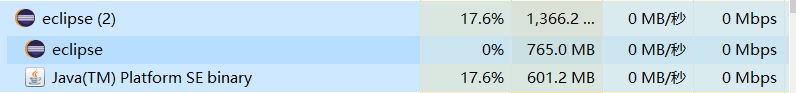 eclipse (2) 17.6% 1,366.2 ... 0 MB/秒 0 Mbps
eclipse 0% 765.0 MB 0 MB/秒 0 Mbps
Java(TM) Platform SE binary 17.6% 601.2 MB 0 MB/秒 0 Mbps